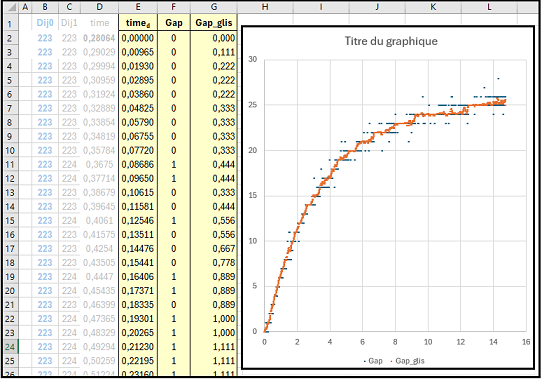 A B C D E F G H I J K L
1 Dij0 Dij1 time timed Gap Gap_glis
2 223 223 0,28064 0,00000 0 0,000
3 223 223 0,29029 0,00965 0 0,111
4 223 223 0,29994 0,01930 0 0,222
5 223 223 0,30959 0,02895 0 0,222
6 223 223 0,31924 0,03860 0 0,222
7 223 223 0,32889 0,04825 0 0,333
8 223 223 0,33854 0,05790 0 0,333
9 223 223 0,34819 0,06755 0 0,333
10 223 223 0,35784 0,07720 0 0,333
11 223 224 0,3675 0,08686 1 0,444
12 223 224 0,37714 0,09650 1 0,444
13 223 223 0,38679 0,10615 0 0,333
14 223 223 0,39645 0,11581 0 0,444
15 223 224 0,4061 0,12546 1 0,556
16 223 223 0,41575 0,13511 0 0,556
17 223 223 0,4254 0,14476 0 0,667
18 223 223 0,43505 0,15441 0 0,778
19 223 224 0,4447 0,16406 1 0,889
20 223 224 0,45435 0,17371 1 0,889
21 223 223 0,46399 0,18335 0 0,889
22 223 224 0,47365 0,19301 1 1,000
23 223 224 0,48329 0,20265 1 1,000
24 223 224 0,49294 0,21230 1 1,111
25 223 224 0,50259 0,22195 1 1,111
26 223 224 0,51224 0,23160 1 1,111
Titre du graphique
30
25
20
15
10
5
0
0 2 4 6 8 10 12 14 16
Gap Gap_glis